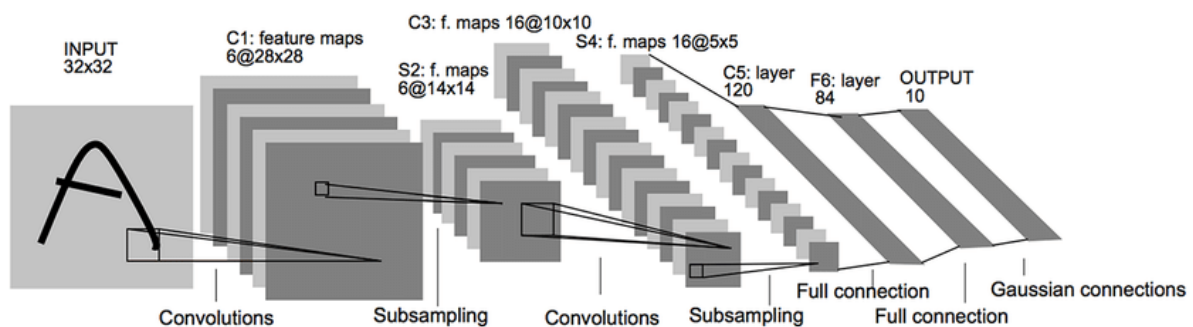 INPUT
32x32
C1: feature maps
6@28x28
S2: f. maps
6@14x14
C3: f. maps 16@10x10
S4: f. maps 16@5x5
C5: layer
120
F6: layer
84
OUTPUT
10
Convolutions
Subsampling
Convolutions
Subsampling
Full connection
Full connection
Gaussian connections